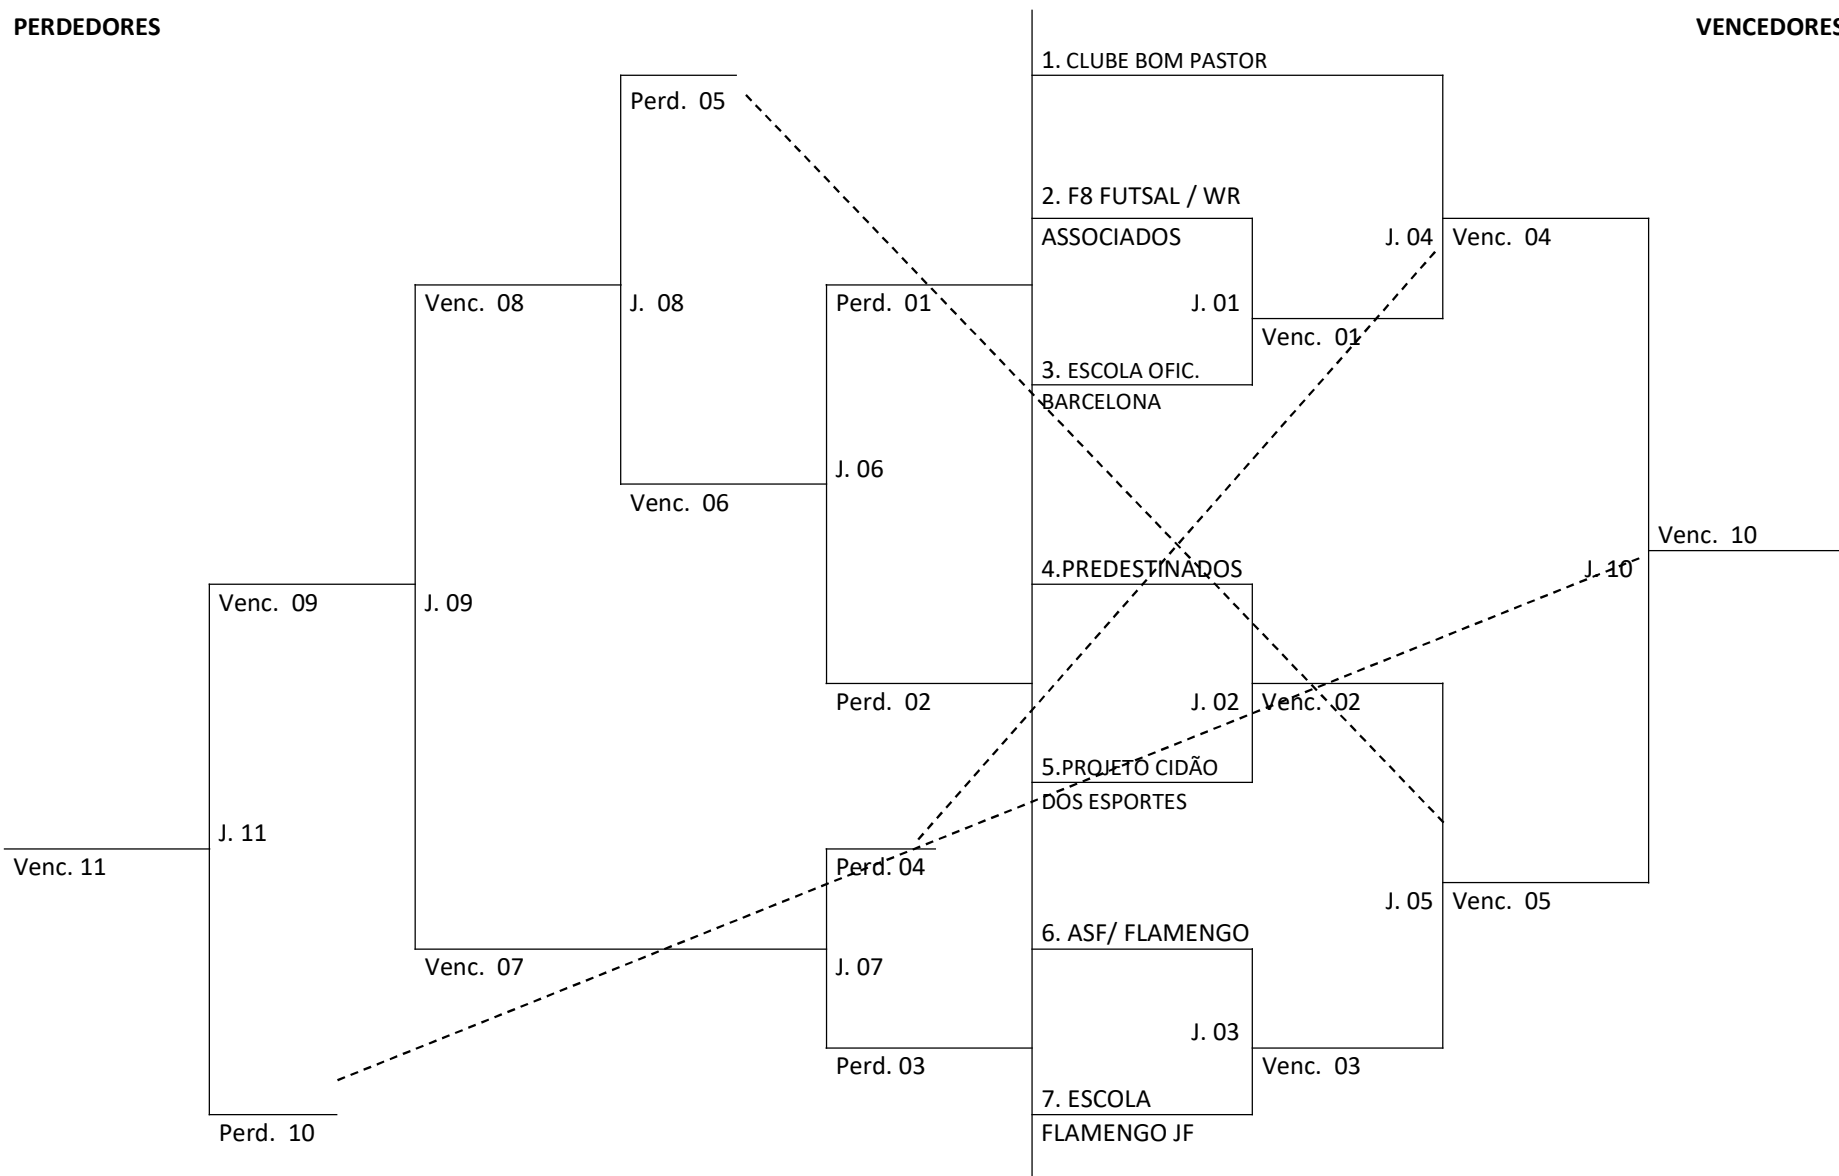 PERDEDORES
VENCEDORES
1. CLUBE BOM PASTOR
Perd. 05
2. F8 FUTSAL / WR
ASSOCIADOS
J. 04
Venc. 04
Venc. 08
J. 08
Perd. 01
J. 01
Venc. 01
3. ESCOLA OFIC.
BARCELONA
J. 06
Venc. 06
Venc. 10
4.PREDESTINADOS
J. 10
Venc. 09
J. 09
Perd. 02
J. 02
Venc. 02
5.PROJETO CIDÃO
DOS ESPORTES
J. 11
Venc. 11
Perd. 04
J. 05
Venc. 05
6. ASF/ FLAMENGO
Venc. 07
J. 07
J. 03
Perd. 03
Venc. 03
7. ESCOLA
FLAMENGO JF
Perd. 10